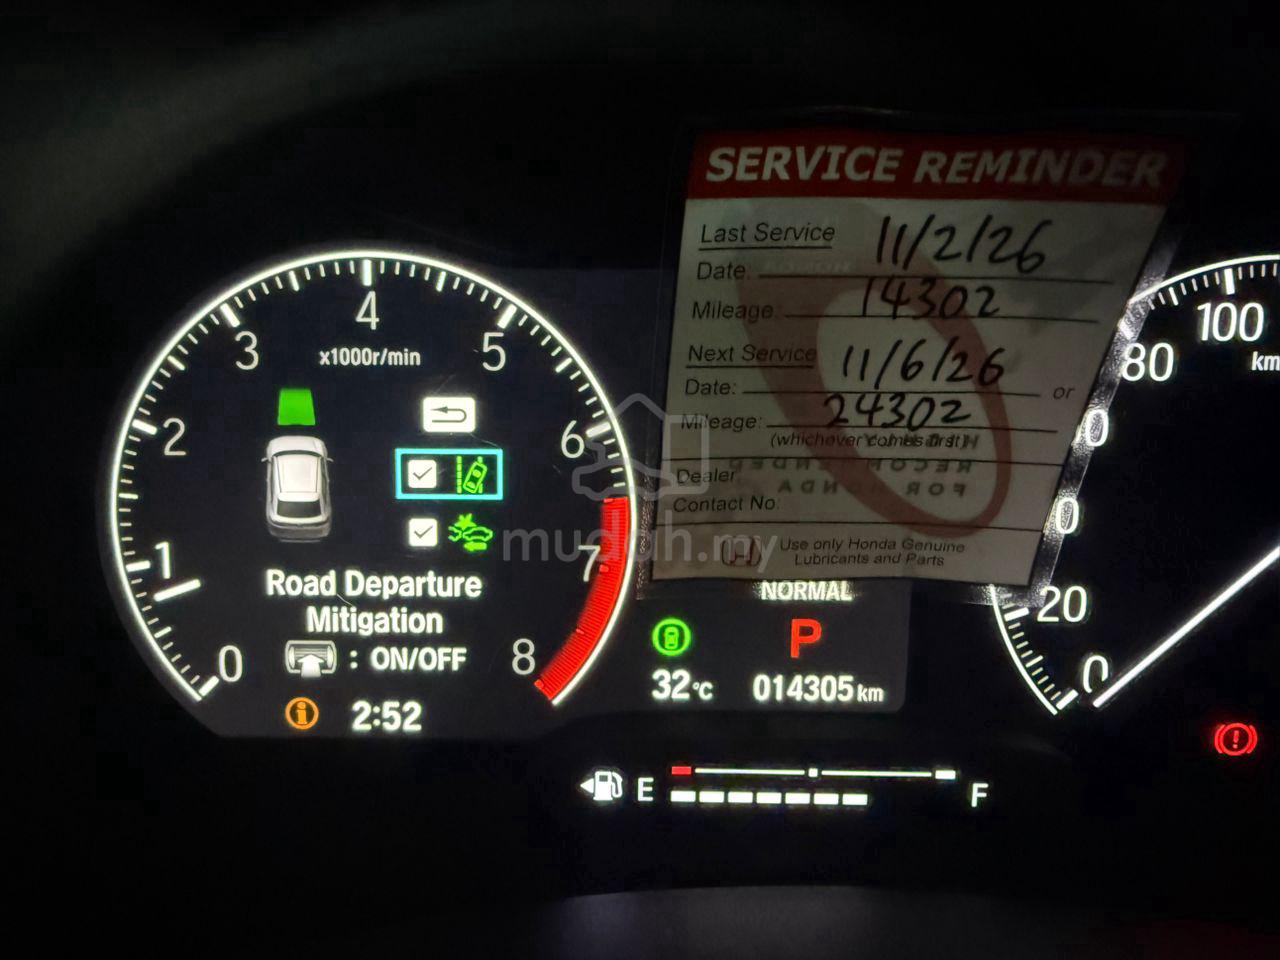 SERVICE REMINDER
Last Service
Date: 11/2/26
Mileage: 14302
Next Service
Date: 11/6/26 or
Mileage: 24302
(whichever comes first)
Dealer
Contact No:
Use only Honda Genuine
Lubricants and Parts
0
1
2
3
4
5
6
7
8
x1000r/min
Road Departure
Mitigation
: ON/OFF
2:52
mudah.my
NORMAL
P
32°C
014305 km
E
F
0
20
80
100
km